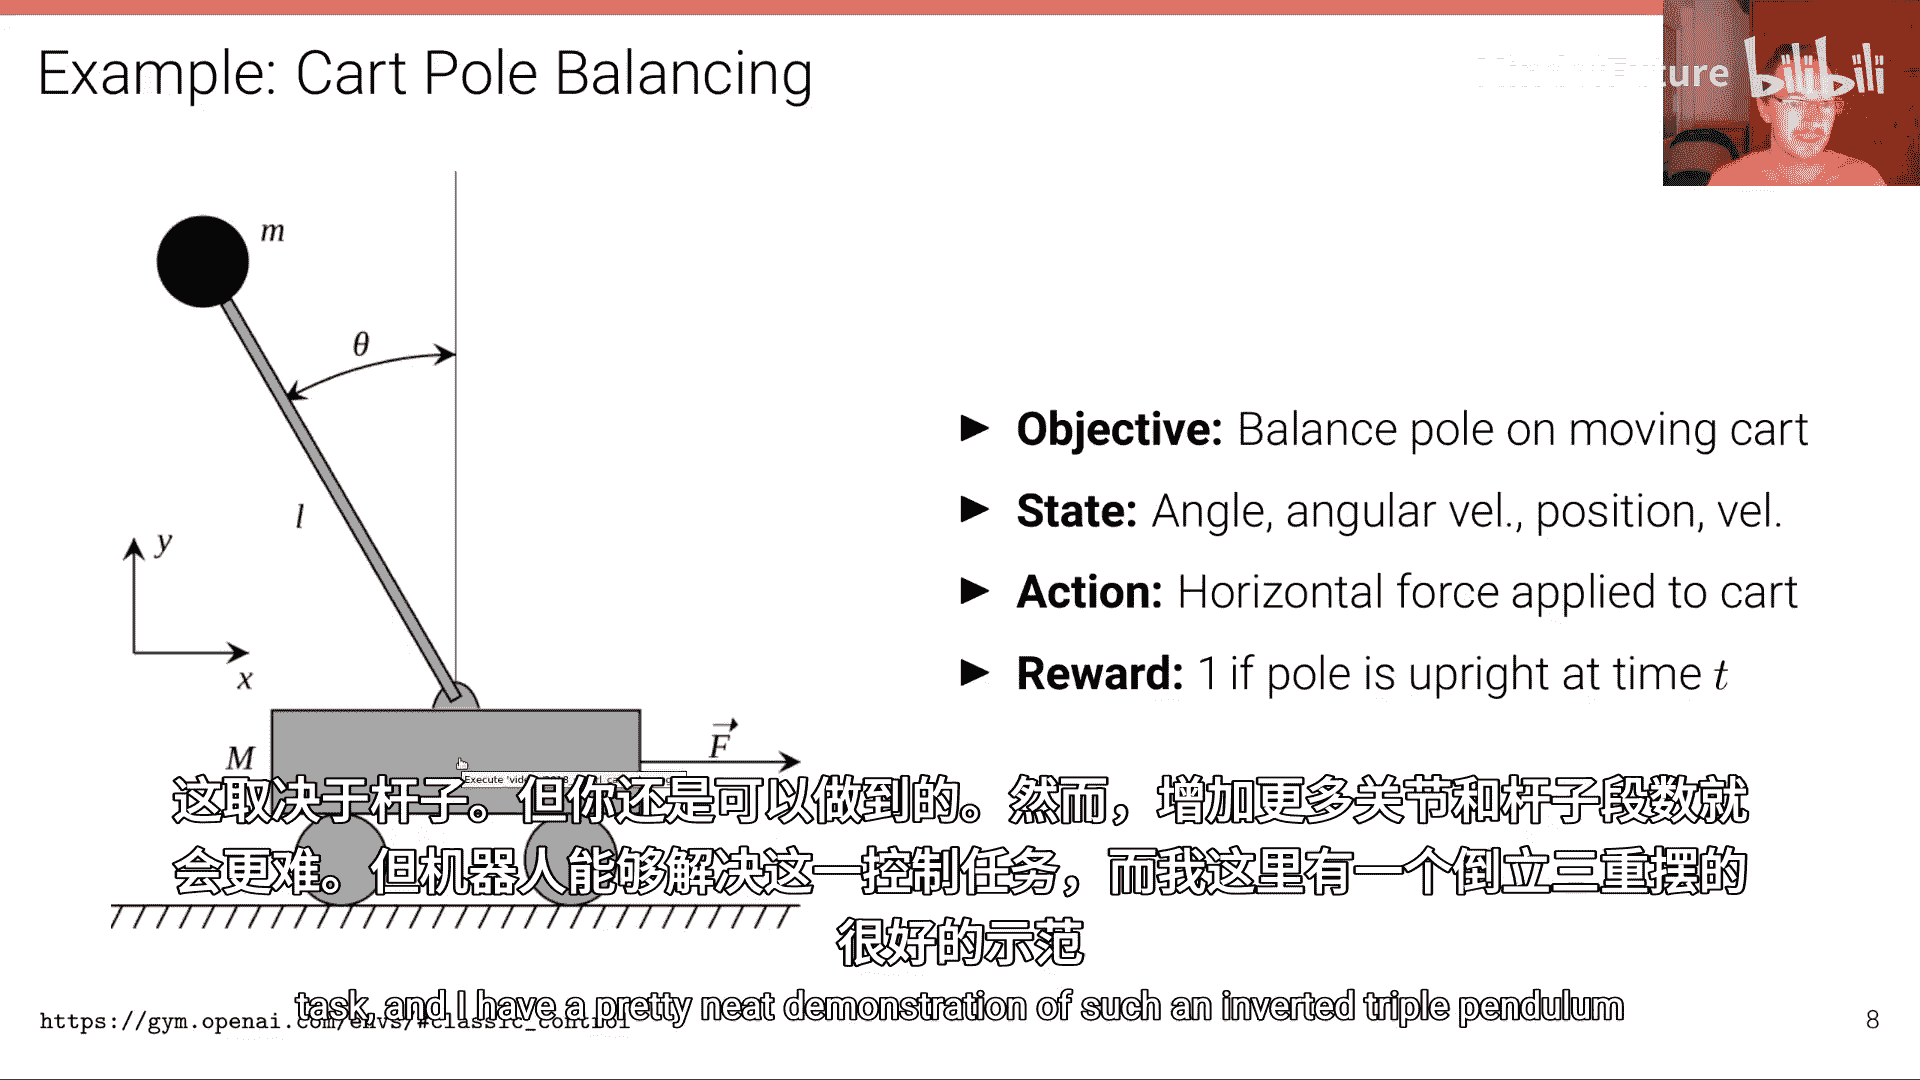 Example: Cart Pole Balancing
bilibili
m
θ
l
y
x
M
F
Objective: Balance pole on moving cart
State: Angle, angular vel., position, vel.
Action: Horizontal force applied to cart
Reward: 1 if pole is upright at time t
这取决于杆子。但你还是可以做到的。然而，增加更多关节和杆子段数就
会更难。但机器人能够解决这一控制任务，而我这里有一个倒立三重摆的
很好的示范
task, and I have a pretty neat demonstration of such an inverted triple pendulum
https://gym.openai.com/envs/#classic_control
8